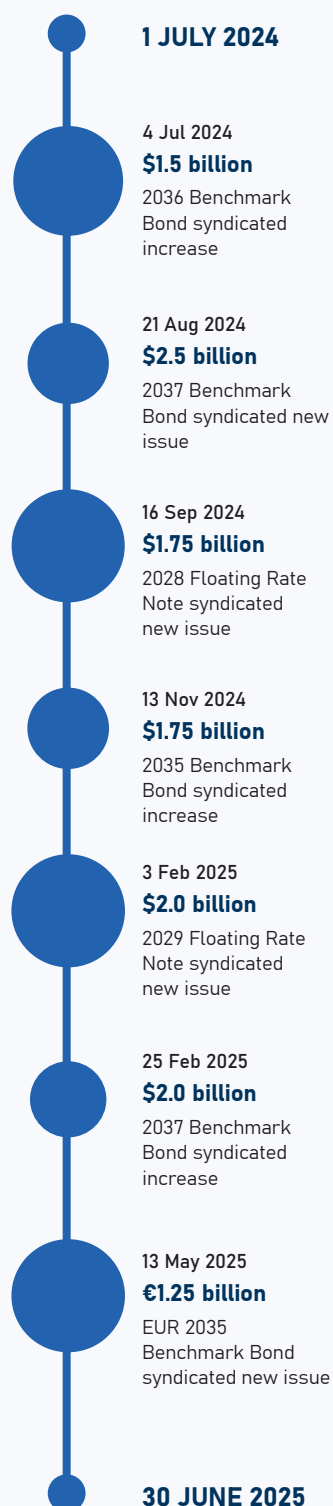 1 JULY 2024
4 Jul 2024
$1.5 billion
2036 Benchmark
Bond syndicated
increase
21 Aug 2024
$2.5 billion
2037 Benchmark
Bond syndicated new
issue
16 Sep 2024
$1.75 billion
2028 Floating Rate
Note syndicated
new issue
13 Nov 2024
$1.75 billion
2035 Benchmark
Bond syndicated
increase
3 Feb 2025
$2.0 billion
2029 Floating Rate
Note syndicated
new issue
25 Feb 2025
$2.0 billion
2037 Benchmark
Bond syndicated
increase
13 May 2025
€1.25 billion
EUR 2035
Benchmark Bond
syndicated new issue
30 JUNE 2025